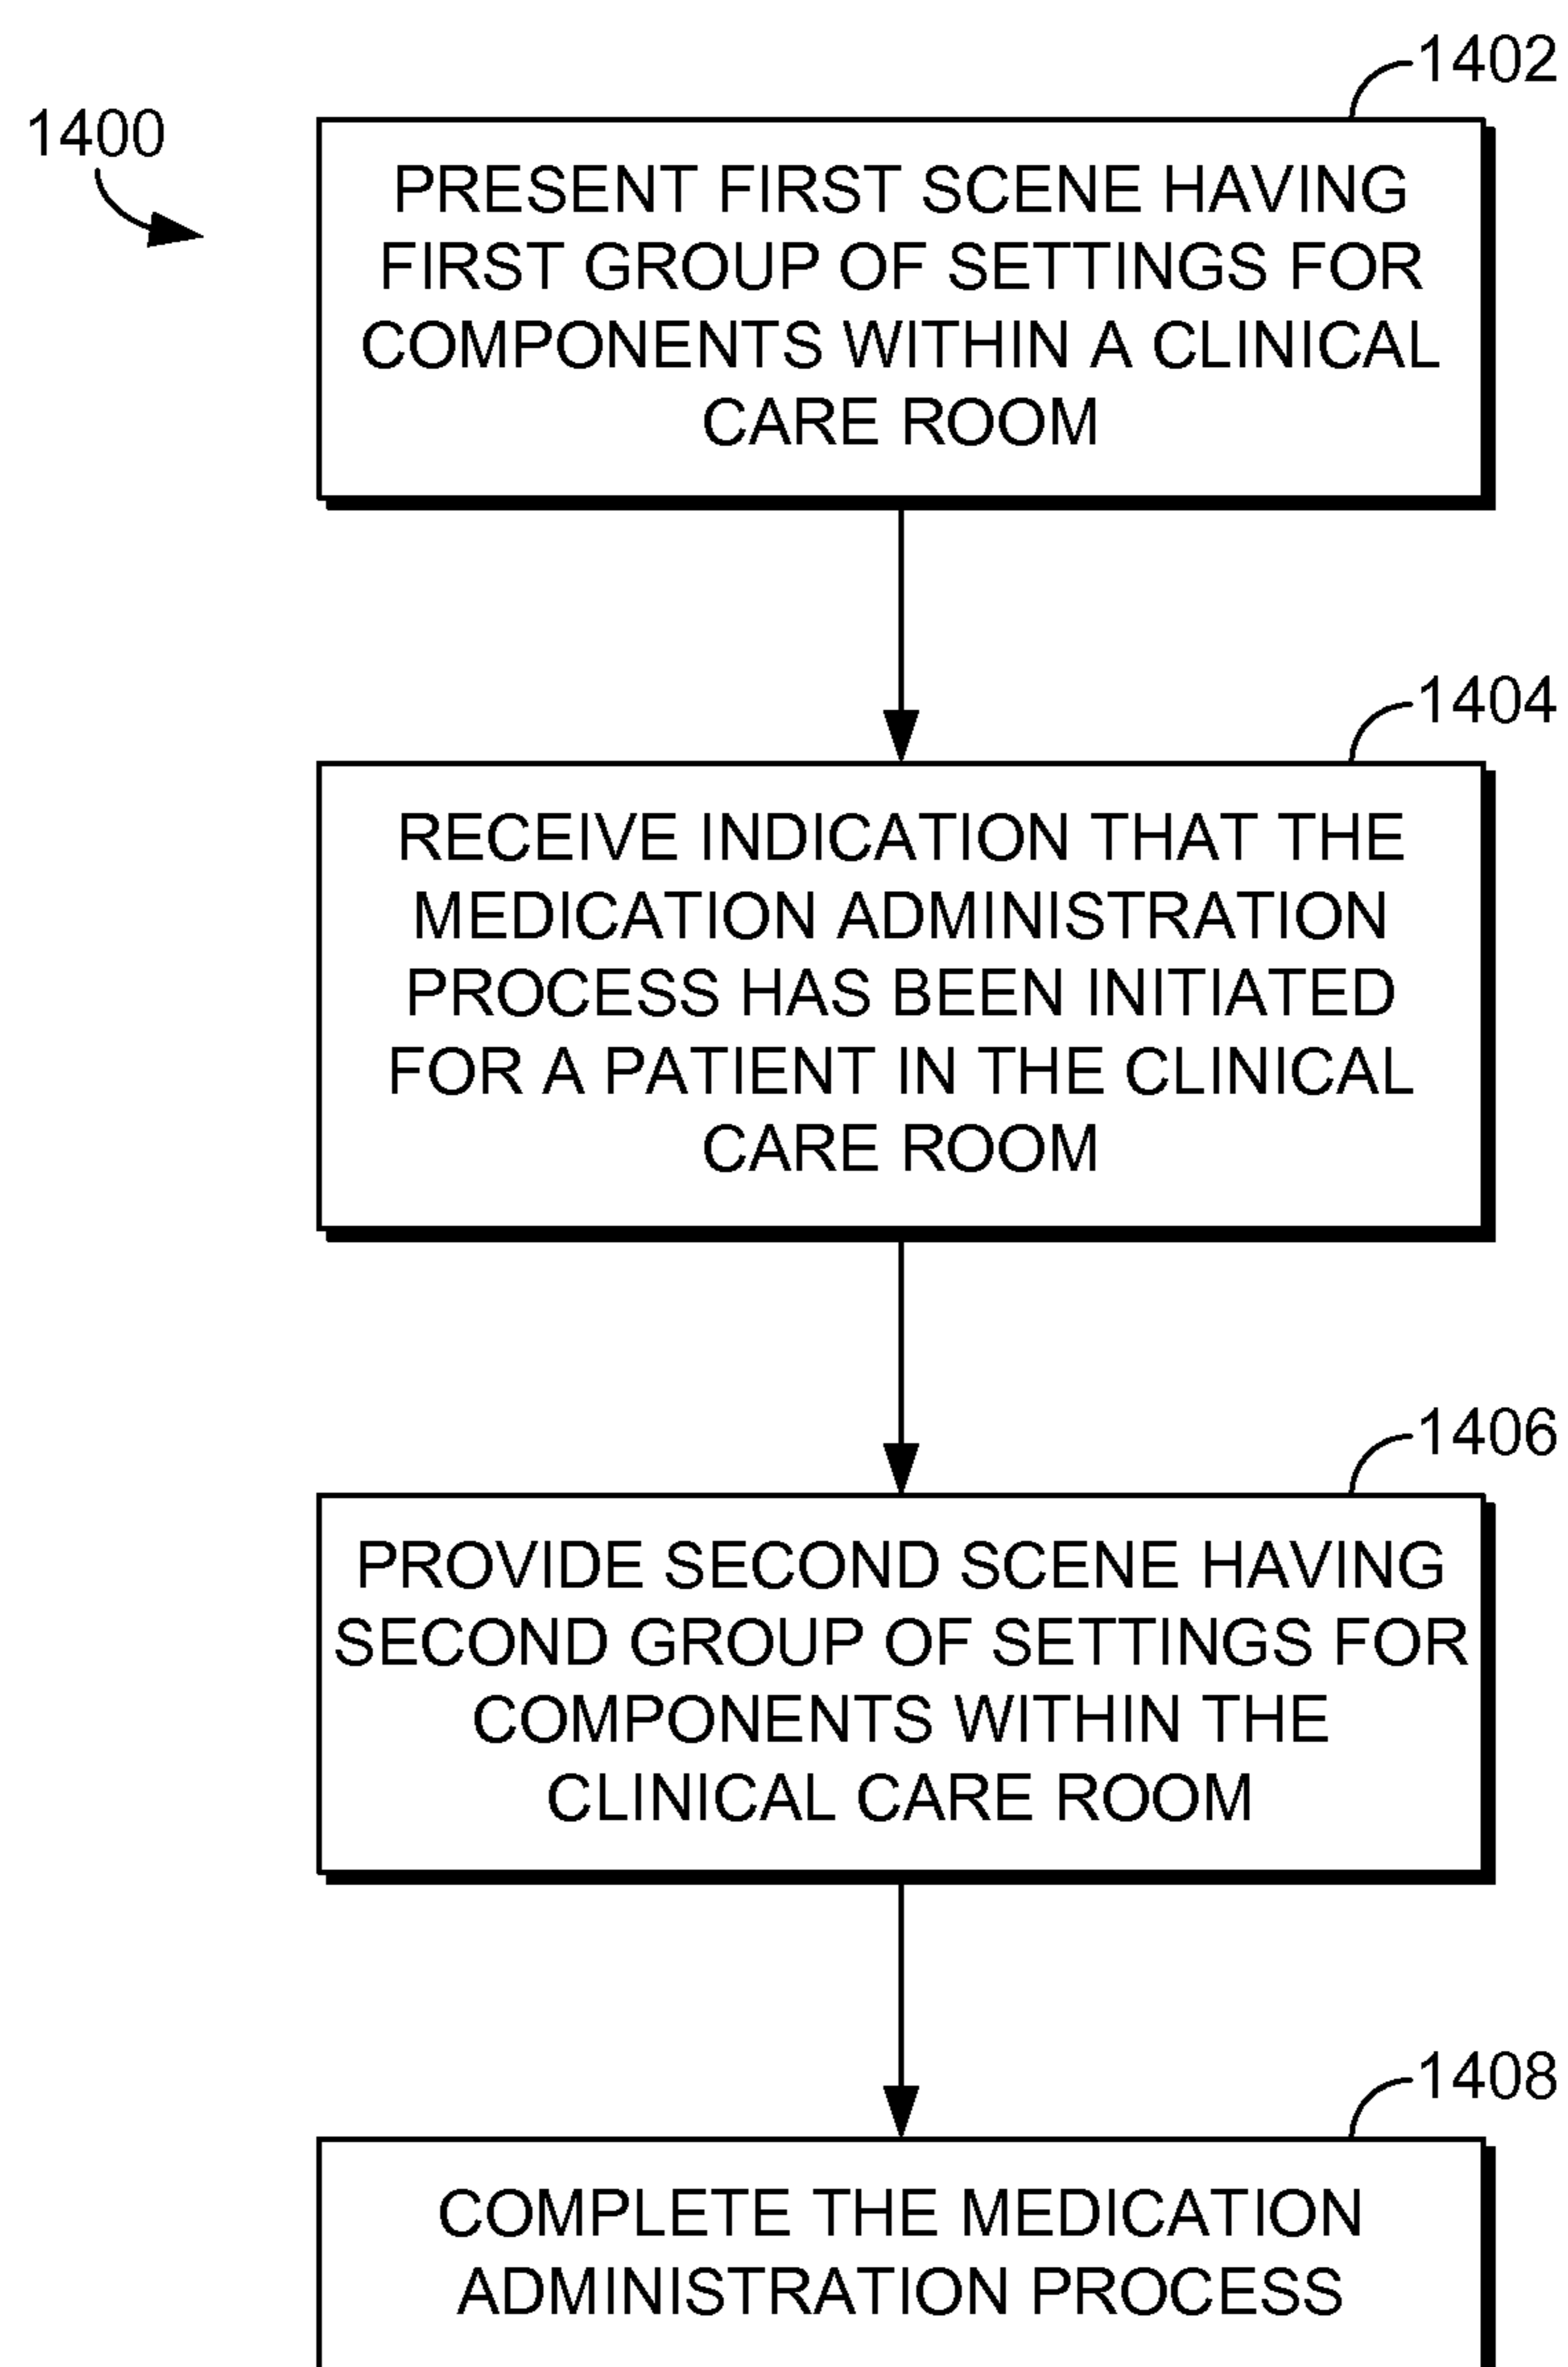 1400
1402
PRESENT FIRST SCENE HAVING
FIRST GROUP OF SETTINGS FOR
COMPONENTS WITHIN A CLINICAL
CARE ROOM
1404
RECEIVE INDICATION THAT THE
MEDICATION ADMINISTRATION
PROCESS HAS BEEN INITIATED
FOR A PATIENT IN THE CLINICAL
CARE ROOM
1406
PROVIDE SECOND SCENE HAVING
SECOND GROUP OF SETTINGS FOR
COMPONENTS WITHIN THE
CLINICAL CARE ROOM
1408
COMPLETE THE MEDICATION
ADMINISTRATION PROCESS